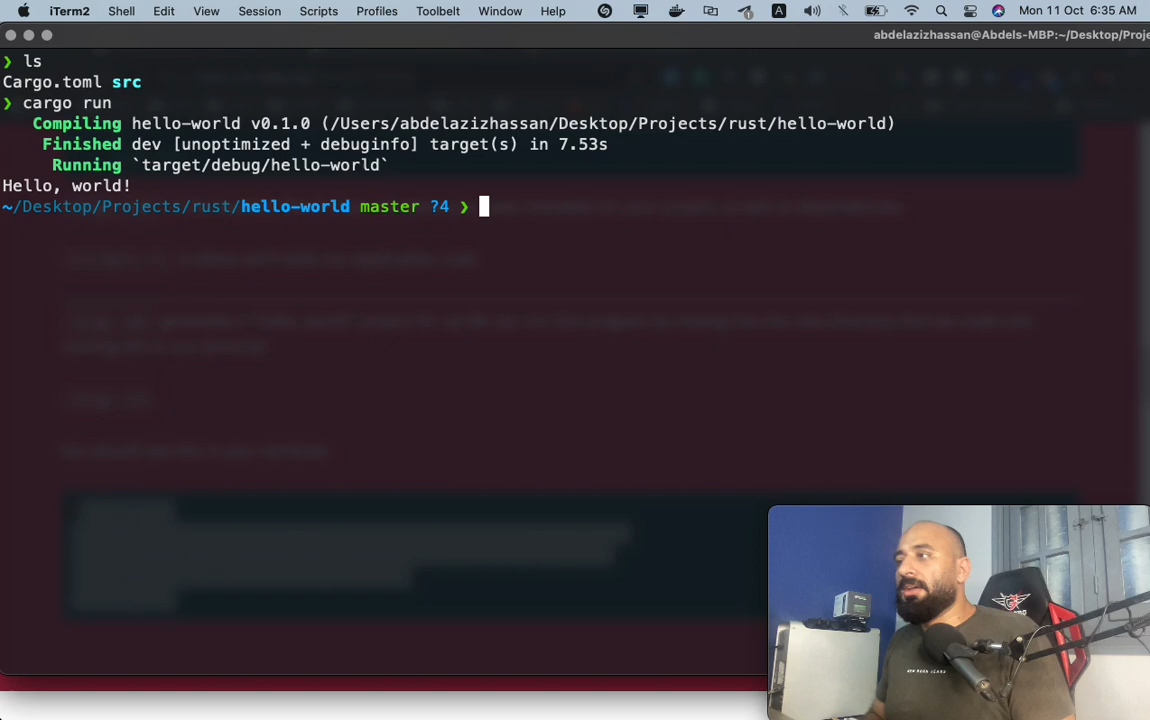 iTerm2 Shell Edit View Session Scripts Profiles Toolbelt Window Help A Mon 11 Oct 6:35 AM
abdelazizhassan@Abdels-MBP:~/Desktop/Proje
❯ ls
Cargo.toml src
❯ cargo run
Compiling hello-world v0.1.0 (/Users/abdelazizhassan/Desktop/Projects/rust/hello-world)
Finished dev [unoptimized + debuginfo] target(s) in 7.53s
Running `target/debug/hello-world`
Hello, world!
~/Desktop/Projects/rust/hello-world master ?4 ❯